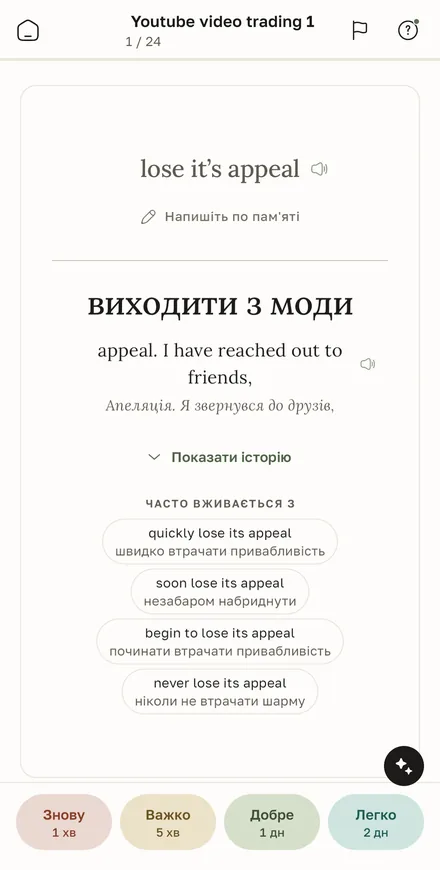 Youtube video trading 1
1 / 24
lose it’s appeal
Напишіть по пам'яті
виходити з моди
appeal. I have reached out to
friends,
Апеляція. Я звернувся до друзів,
Показати історію
ЧАСТО ВЖИВАЄТЬСЯ З
quickly lose its appeal
швидко втрачати привабливість
soon lose its appeal
незабаром набриднути
begin to lose its appeal
починати втрачати привабливість
never lose its appeal
ніколи не втрачати шарму
Знову
1 хв
Важко
5 хв
Добре
1 дн
Легко
2 дн